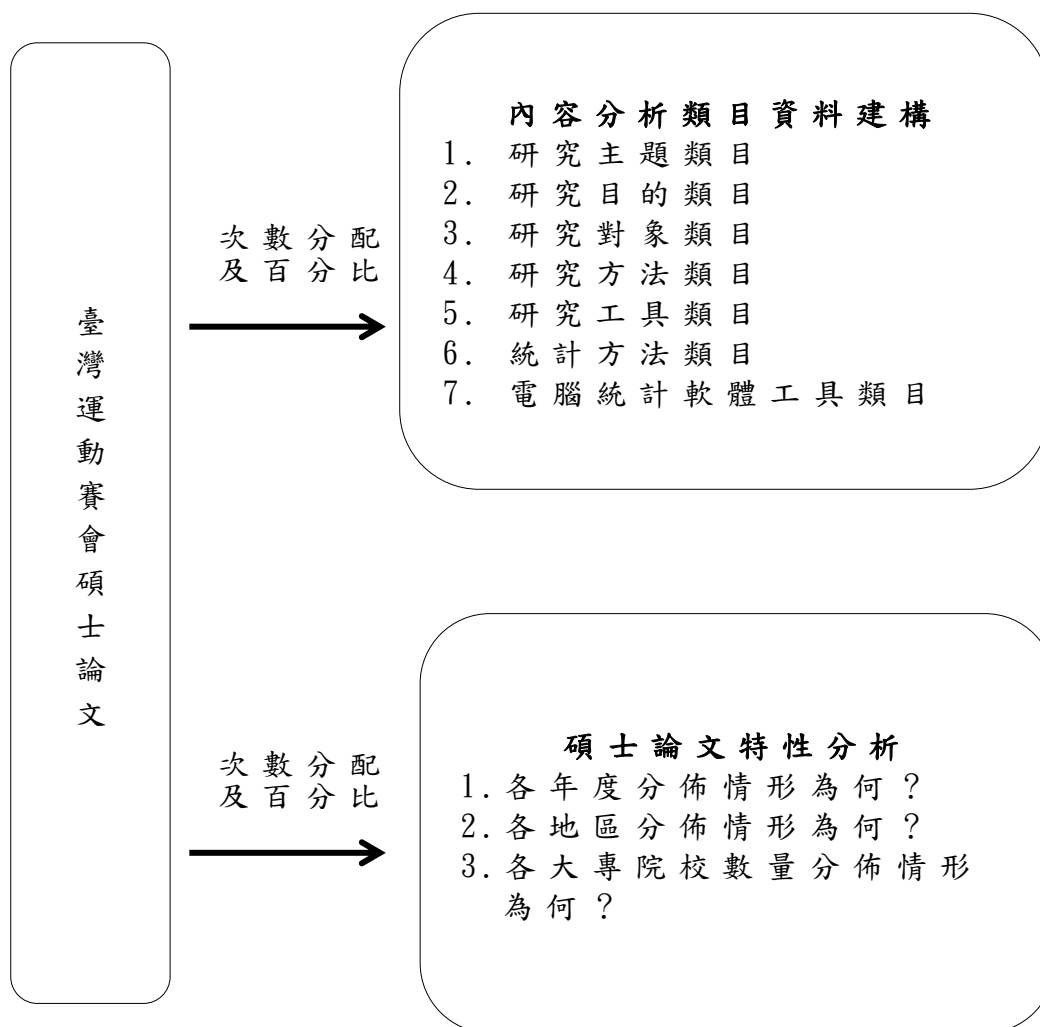 臺灣運動賽會碩士論文
次數分配
及百分比
內容分析類目資料建構
1. 研究主題類目
2. 研究目的類目
3. 研究對象類目
4. 研究方法類目
5. 研究工具類目
6. 統計方法類目
7. 電腦統計軟體工具類目
次數分配
及百分比
碩士論文特性分析
1.各年度分佈情形為何？
2.各地區分佈情形為何？
3.各大專院校數量分佈情形
為何？